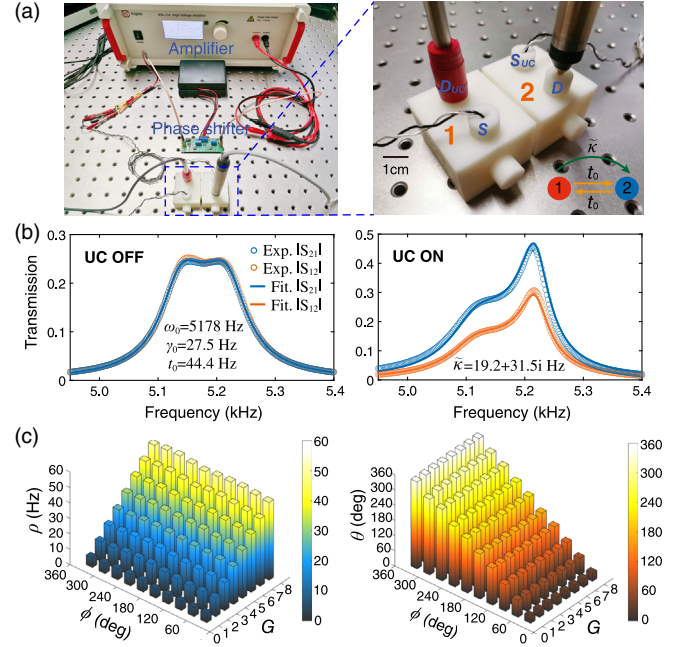 (a)
Amplifier
Phase shifter
D_UC
S_UC
1
S
2
D
1cm
κ̃
t₀
1
2
t₀
(b)
UC OFF
Exp. |S₂₁|
Exp. |S₁₂|
Fit. |S₂₁|
Fit. |S₁₂|
ω₀=5178 Hz
γ₀=27.5 Hz
t₀=44.4 Hz
Transmission
0.3
0.2
0.1
0
5.0 5.1 5.2 5.3 5.4
Frequency (kHz)
UC ON
κ̃=19.2+31.5i Hz
0.5
0.4
0.3
0.2
0.1
0
5.0 5.1 5.2 5.3 5.4
Frequency (kHz)
(c)
ρ (Hz)
60
50
40
30
20
10
0
360
300
240
180
120
60
ϕ (deg)
0 1 2 3 4 5 6 7 8
G
60
50
40
30
20
10
0
θ (deg)
360
300
240
180
120
60
0
360
300
240
180
120
60
0
ϕ (deg)
0 1 2 3 4 5 6 7 8
G
360
300
240
180
120
60
0